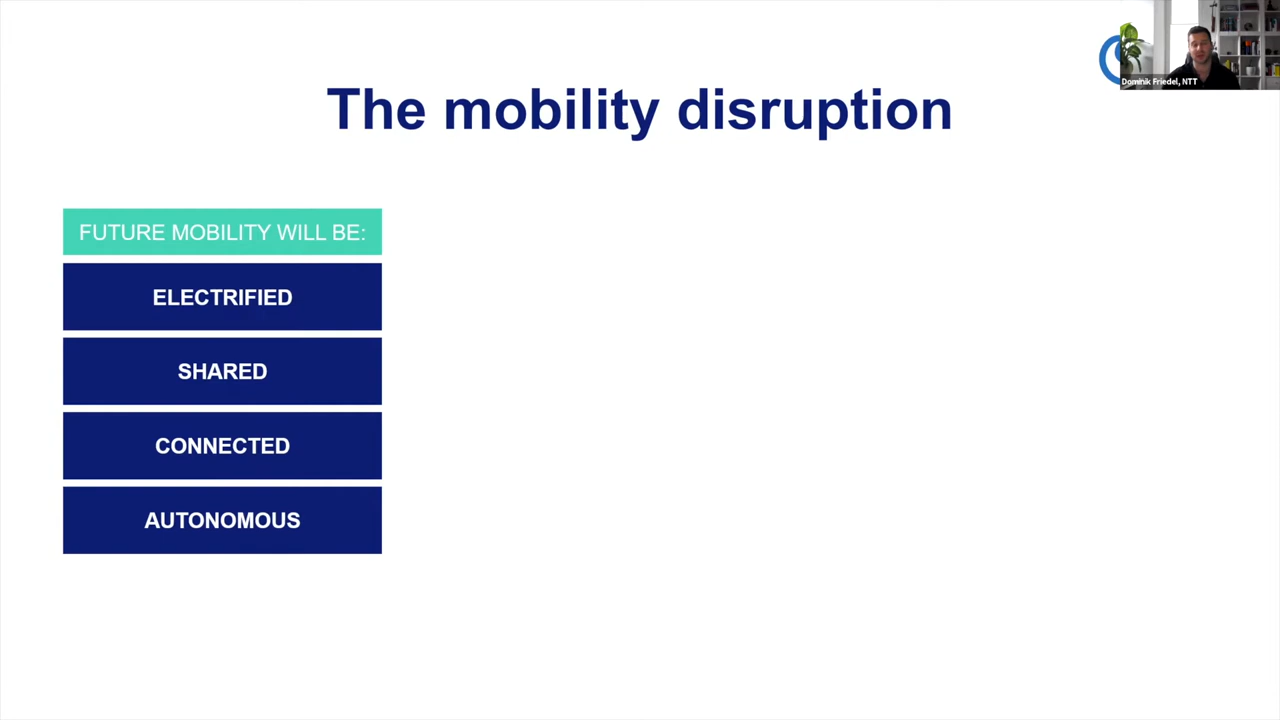 Dominik Friedel, NTT
The mobility disruption
FUTURE MOBILITY WILL BE:
ELECTRIFIED
SHARED
CONNECTED
AUTONOMOUS